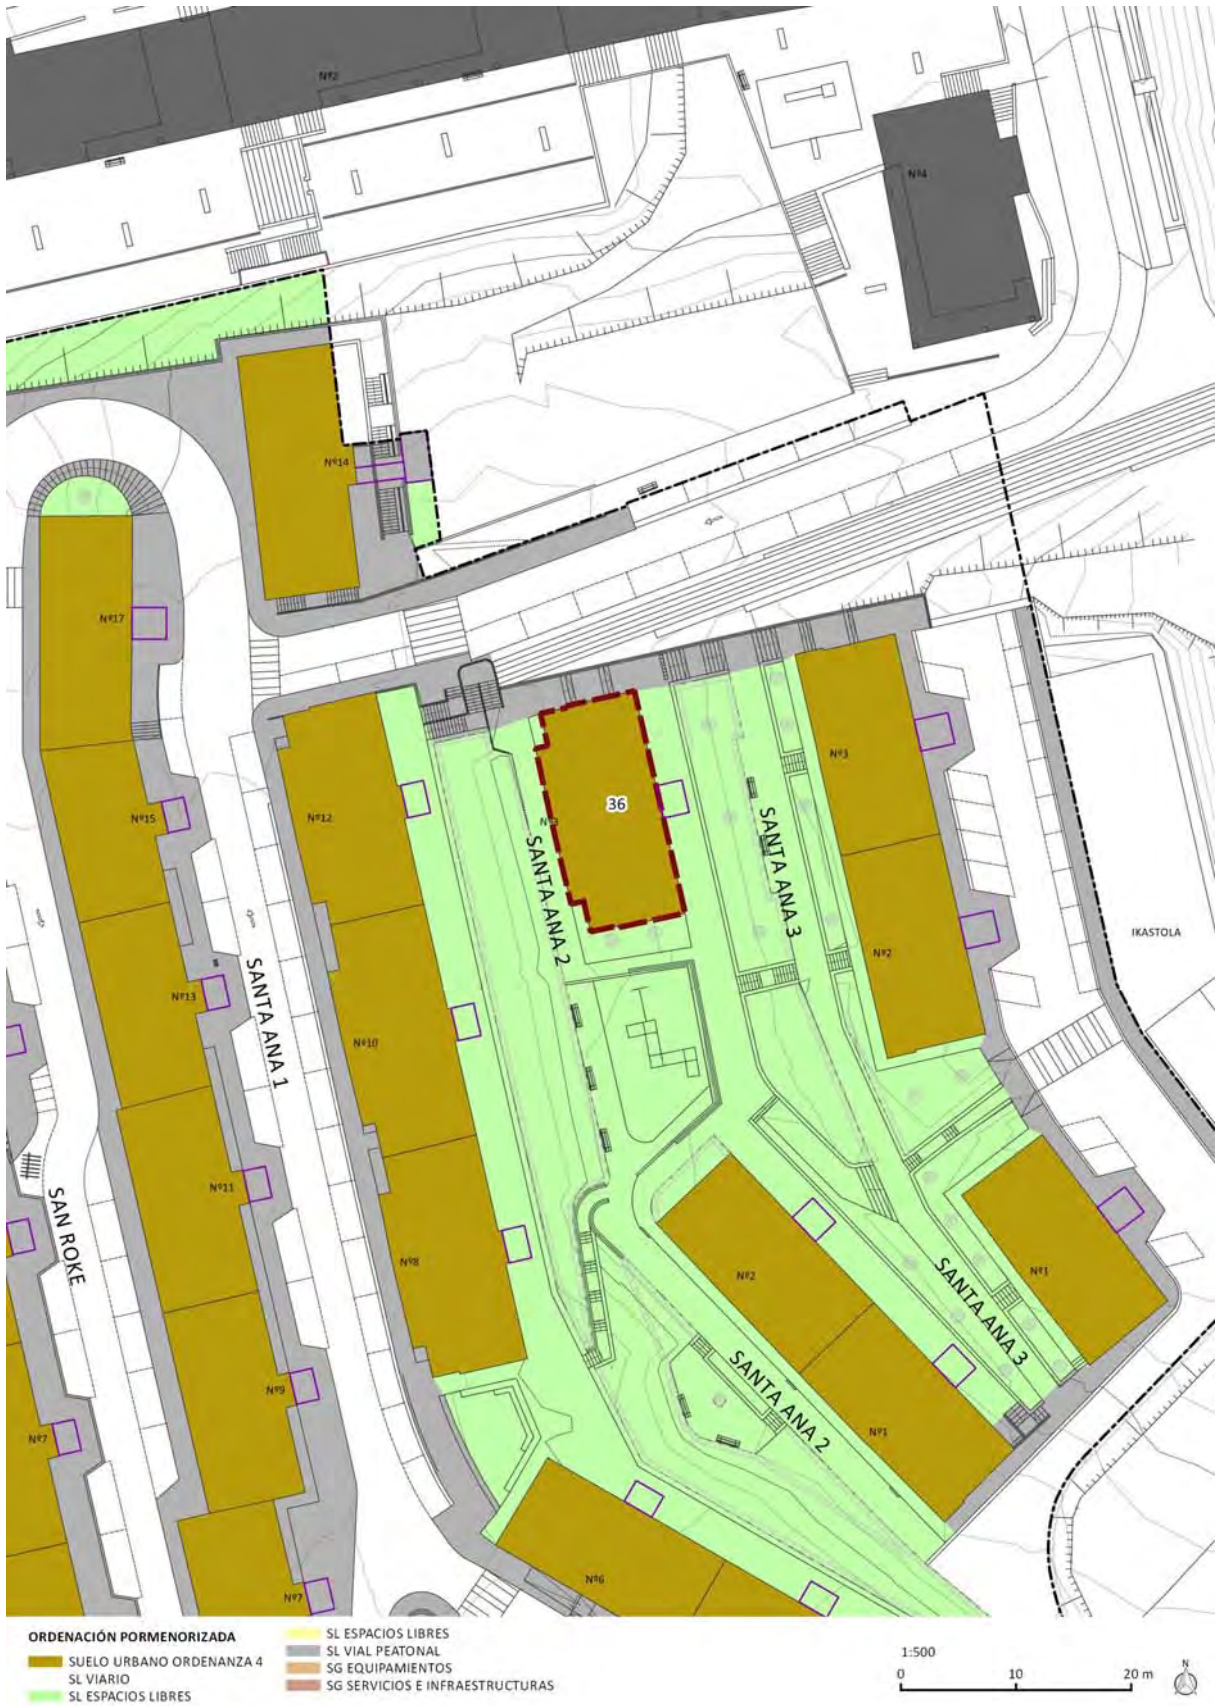 Nº2
Nº4
Nº14
Nº17
Nº3
36
Nº15
Nº12
SANTA ANA 3
SANTA ANA 2
IKASTOLA
Nº2
Nº13
SANTA ANA 1
Nº10
Nº11
SAN ROKE
Nº8
Nº2
Nº1
SANTA ANA 3
Nº9
SANTA ANA 2
Nº7
Nº1
Nº6
Nº7
ORDENACIÓN PORMENORIZADA
SUELO URBANO ORDENANZA 4
SL VIARIO
SL ESPACIOS LIBRES
SL ESPACIOS LIBRES
SL VIAL PEATONAL
SG EQUIPAMIENTOS
SG SERVICIOS E INFRAESTRUCTURAS
1:500
0 10 20 m
N